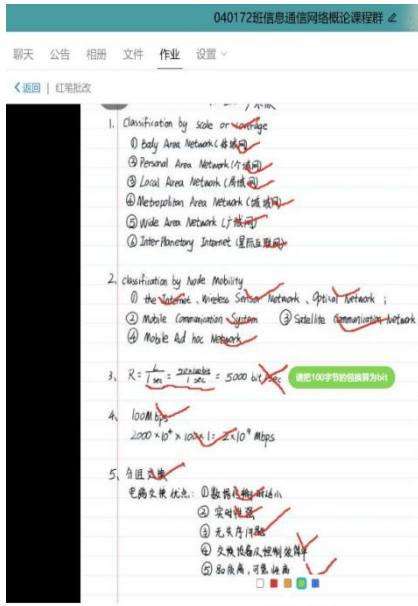 040172班信息通信网络概论课程群
聊天 公告 相册 文件 作业 设置
返回 | 红笔批改
1. Classification by scale or coverage
① Body Area Network (体域网)
② Personal Area Network (个域网)
③ Local Area Network (局域网)
④ Metropolitan Area Network (城域网)
⑤ Wide Area Network (广域网)
⑥ InterPlanetary Internet (星际互联网)
2. classification by Node Mobility
① the Internet、Wireless Sensor Network、Optical Network ;
② Mobile Communication System ③ Satellite Communication Network
④ Mobile Ad hoc Network
3、R = L / 1 sec = / 1 sec = 5000 bit/sec 请把100字节的包换算为bit
4、100Mbps
2000 × 10⁴ × 100 × 1 = 2×10⁹ Mbps
5、分组交换
电路交换优点: ① 数据传输时延小
② 实时性强
③ 无失序问题
④ 交换设备及控制简单
⑤ 可靠性高